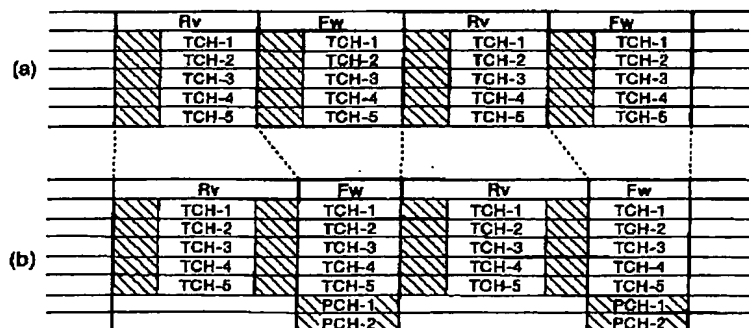 Rv Fw Rv Fw
TCH-1 TCH-1 TCH-1 TCH-1
TCH-2 TCH-2 TCH-2 TCH-2
(a) TCH-3 TCH-3 TCH-3 TCH-3
TCH-4 TCH-4 TCH-4 TCH-4
TCH-5 TCH-5 TCH-5 TCH-5
Rv Fw Rv Fw
TCH-1 TCH-1 TCH-1 TCH-1
TCH-2 TCH-2 TCH-2 TCH-2
(b) TCH-3 TCH-3 TCH-3 TCH-3
TCH-4 TCH-4 TCH-4 TCH-4
TCH-5 TCH-5 TCH-5 TCH-5
PCH-1 PCH-1
PCH-2 PCH-2